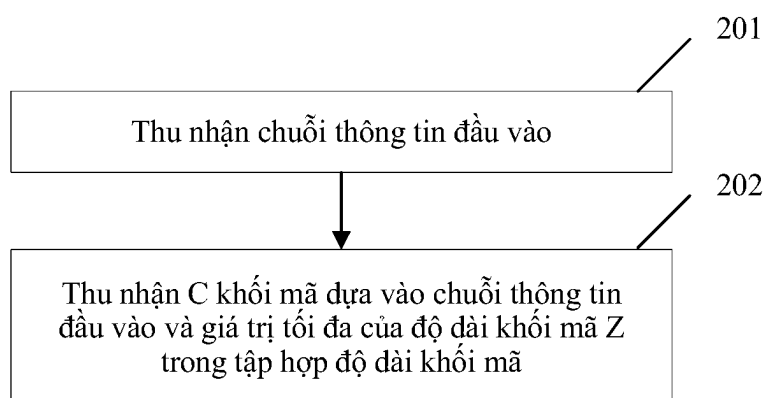 201
Thu nhận chuỗi thông tin đầu vào
202
Thu nhận C khối mã dựa vào chuỗi thông tin
đầu vào và giá trị tối đa của độ dài khối mã Z
trong tập hợp độ dài khối mã